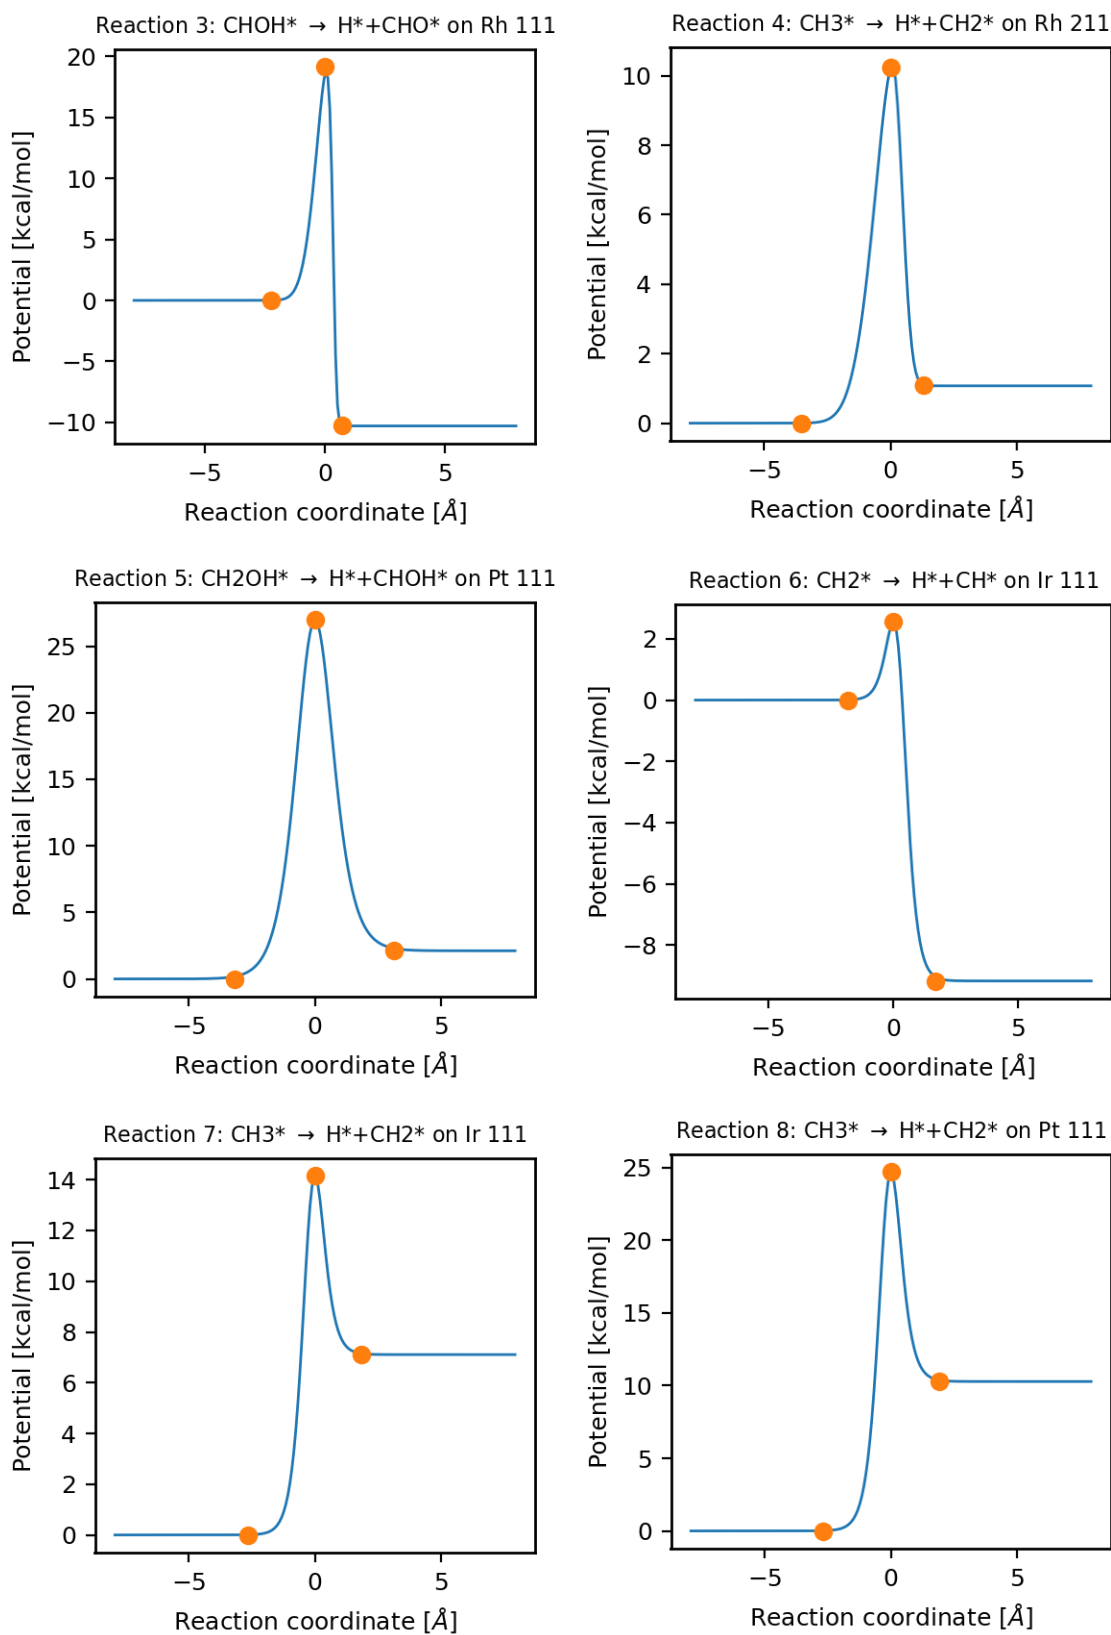 Reaction 3: CHOH* → H*+CHO* on Rh 111
20
15
10
5
0
−5
−10
Potential [kcal/mol]
−5 0 5
Reaction coordinate [Å]
Reaction 4: CH3* → H*+CH2* on Rh 211
10
8
6
4
2
0
Potential [kcal/mol]
−5 0 5
Reaction coordinate [Å]
Reaction 5: CH2OH* → H*+CHOH* on Pt 111
25
20
15
10
5
0
Potential [kcal/mol]
−5 0 5
Reaction coordinate [Å]
Reaction 6: CH2* → H*+CH* on Ir 111
2
0
−2
−4
−6
−8
Potential [kcal/mol]
−5 0 5
Reaction coordinate [Å]
Reaction 7: CH3* → H*+CH2* on Ir 111
14
12
10
8
6
4
2
0
Potential [kcal/mol]
−5 0 5
Reaction coordinate [Å]
Reaction 8: CH3* → H*+CH2* on Pt 111
25
20
15
10
5
0
Potential [kcal/mol]
−5 0 5
Reaction coordinate [Å]